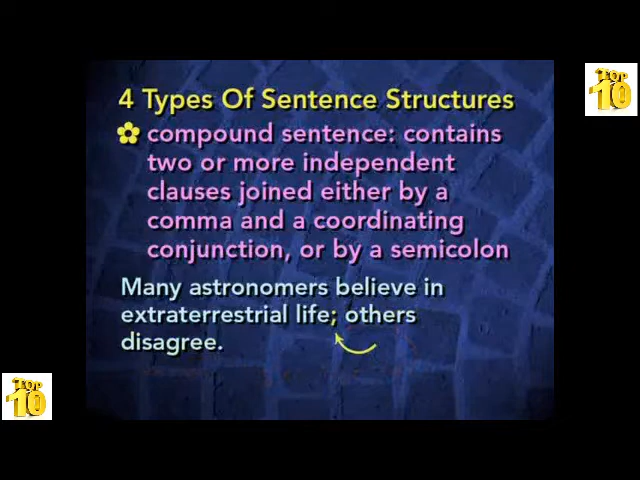 TOP
10
4 Types Of Sentence Structures
✿ compound sentence: contains
two or more independent
clauses joined either by a
comma and a coordinating
conjunction, or by a semicolon
Many astronomers believe in
extraterrestrial life; others
disagree.
TOP
10